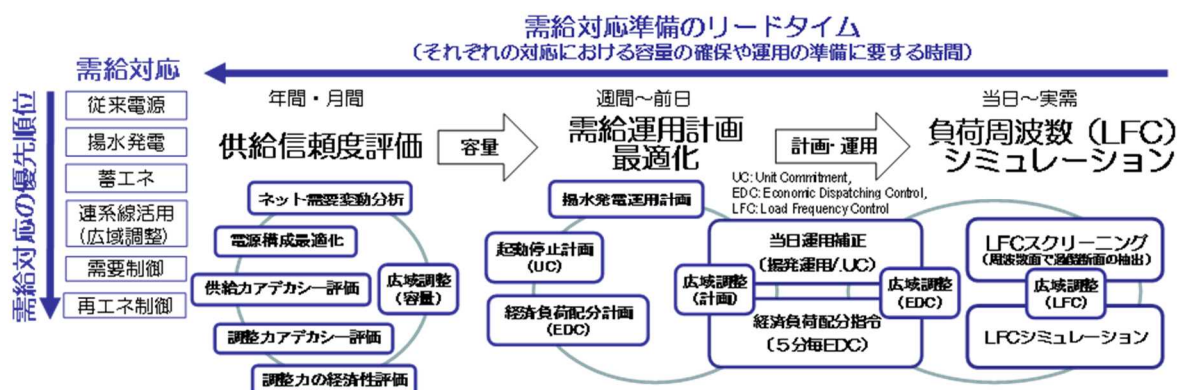 需給対応準備のリードタイム
(それぞれの対応における容量の確保や運用の準備に要する時間)
需給対応
需給対応の優先順位
従来電源
揚水発電
蓄エネ
連系線活用
(広域調整)
需要制御
再エネ制御
年間・月間
供給信頼度評価
容量
ネット需要変動分析
電源構成最適化
供給力アデカシー評価
調整力アデカシー評価
調整力の経済性評価
広域調整
(容量)
週間～前日
需給運用計画
最適化
計画・運用
揚水発電運用計画
起動停止計画
(UC)
経済負荷配分計画
(EDC)
広域調整
(計画)
UC: Unit Commitment,
EDC: Economic Dispatching Control,
LFC: Load Frequency Control
当日運用補正
(揚発運用/UC)
経済負荷配分指令
(5分毎EDC)
広域調整
(EDC)
当日～実需
負荷周波数 (LFC)
シミュレーション
LFCスクリーニング
(周波数面で過酷断面の抽出)
広域調整
(LFC)
LFCシミュレーション